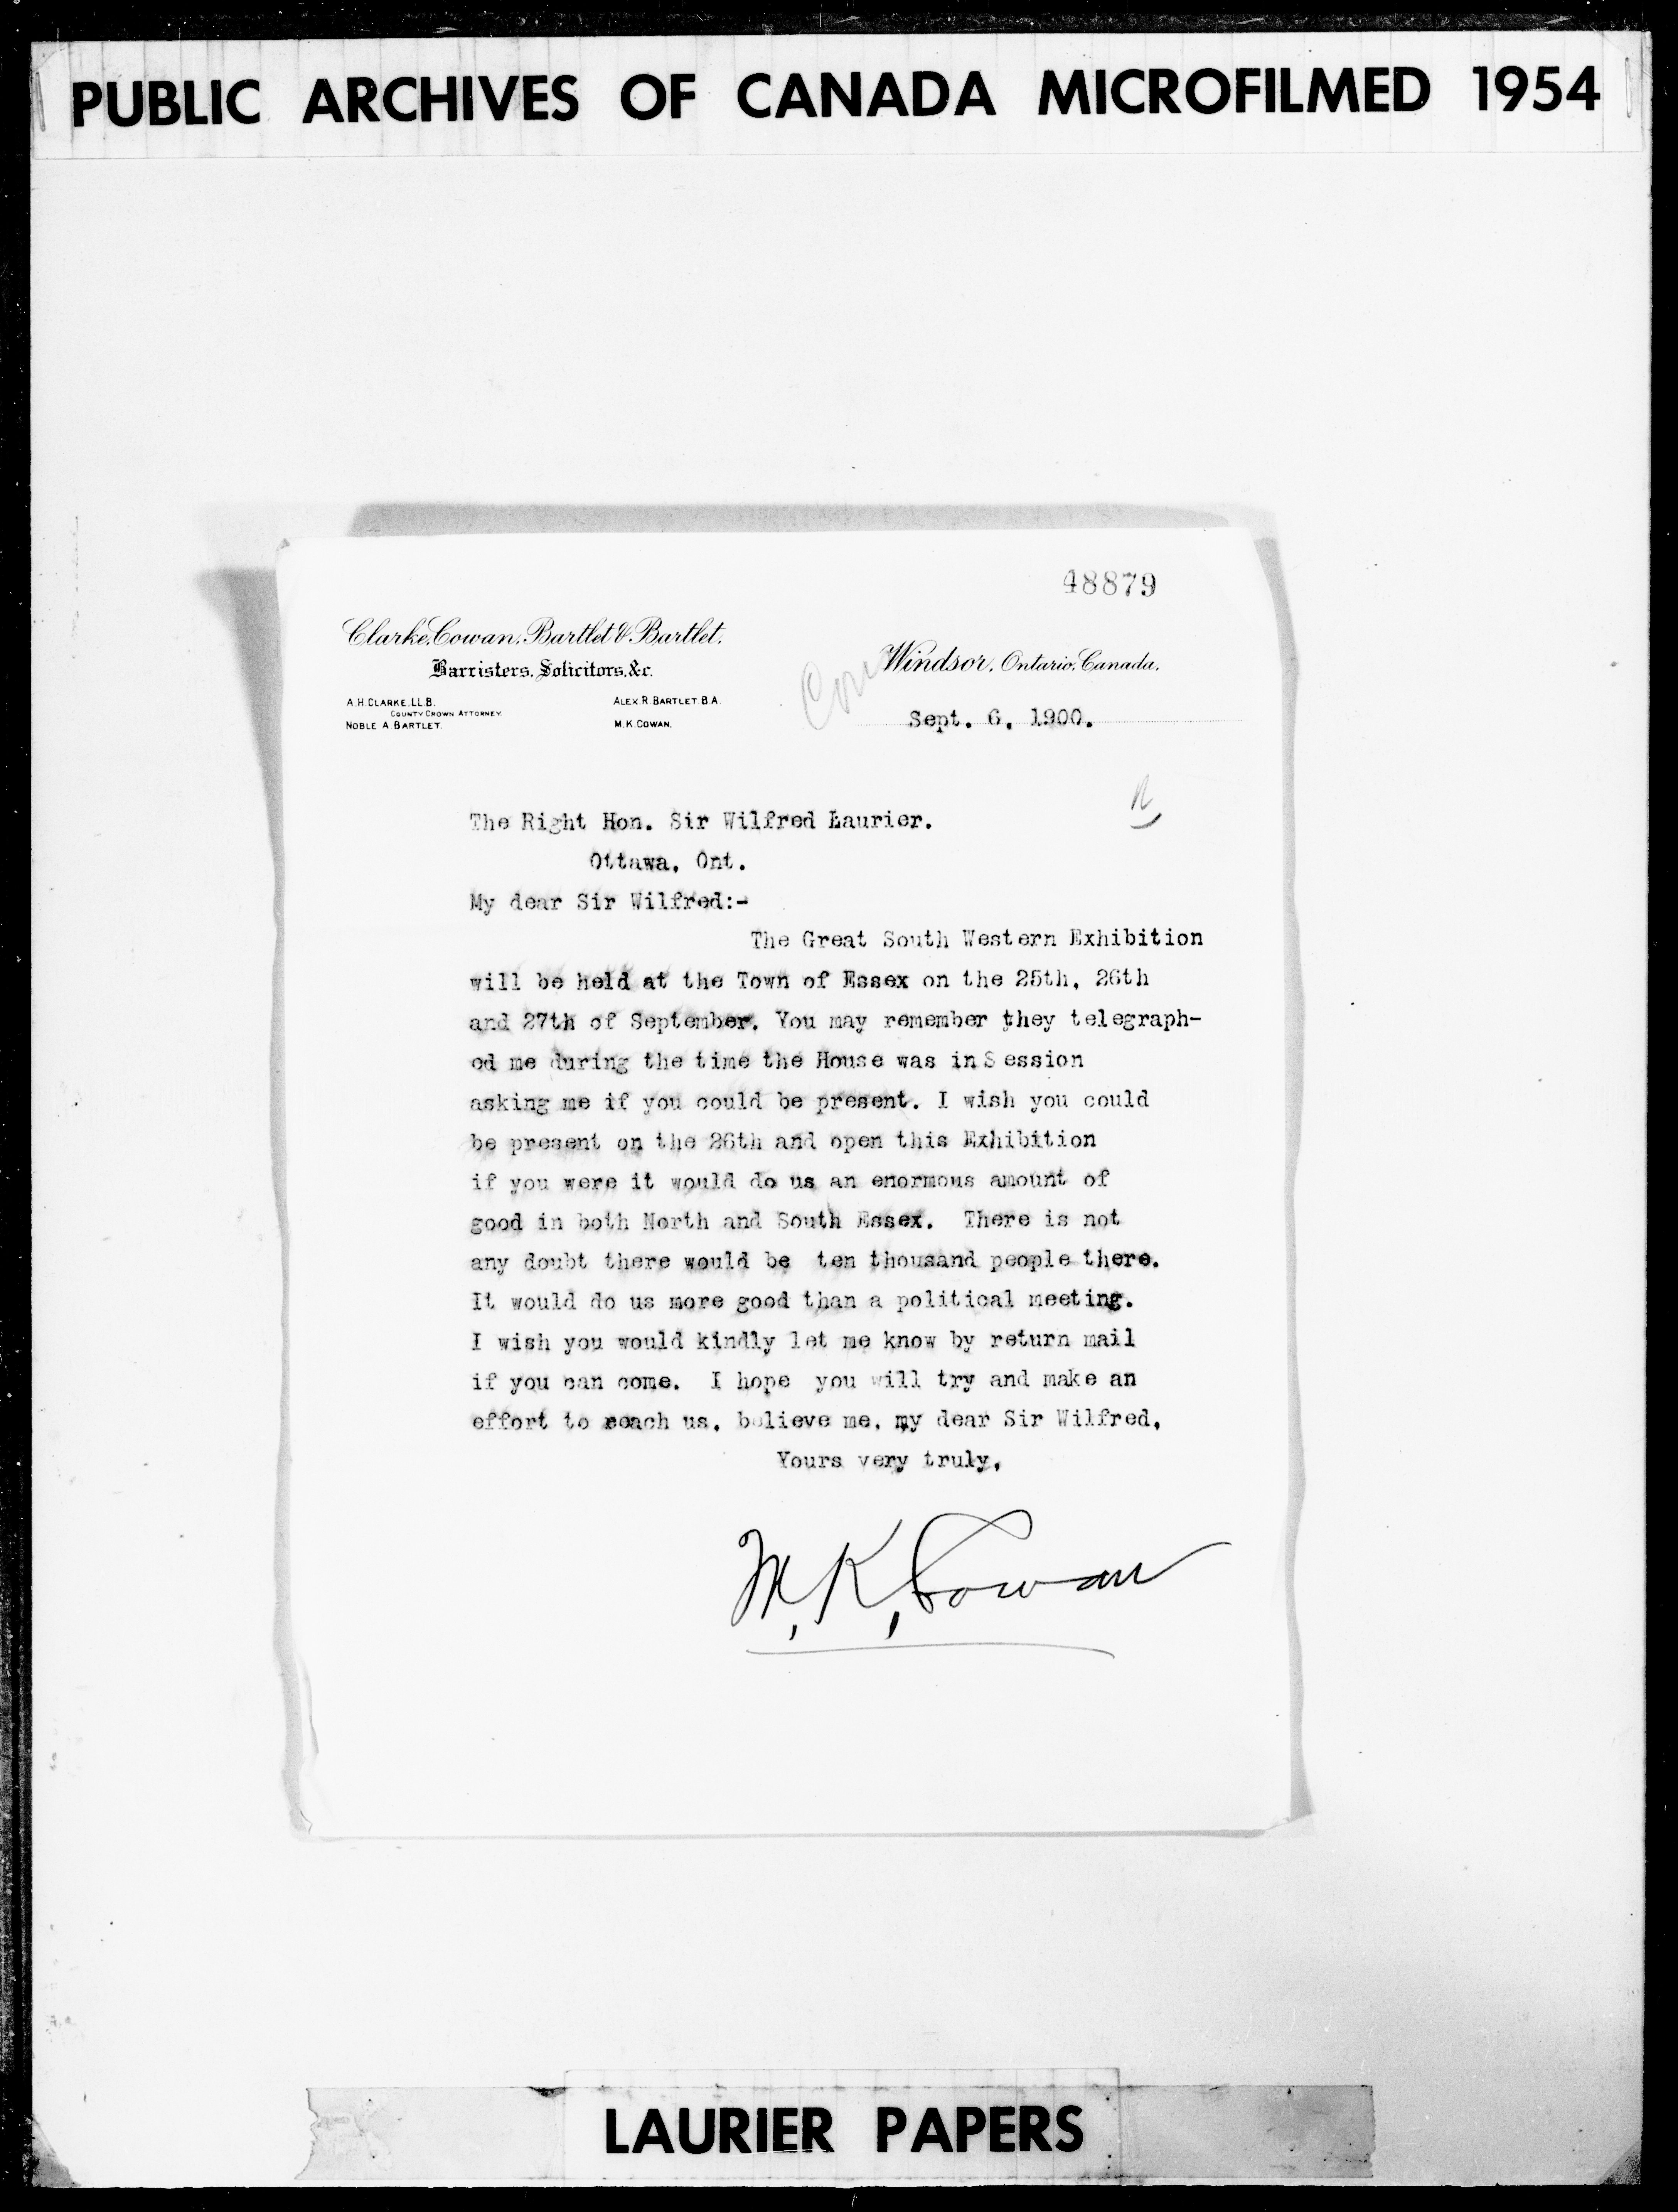 PUBLIC ARCHIVES OF CANADA MICROFILMED 1954
48879
Clarke, Cowan, Bartlet & Bartlet,
Barristers, Solicitors, &c.
Windsor, Ontario, Canada,
A.H. CLARKE, LL.B.
COUNTY CROWN ATTORNEY
ALEX. R. BARTLET, B.A.
NOBLE A. BARTLET.
M.K. COWAN.
Sept. 6, 1900.
The Right Hon. Sir Wilfred Laurier.
Ottawa, Ont.
My dear Sir Wilfred:-
The Great South Western Exhibition
will be held at the Town of Essex on the 25th, 26th
and 27th of September. You may remember they telegraph-
ed me during the time the House was in S ession
asking me if you could be present. I wish you could
be present on the 26th and open this Exhibition
if you were it would do us an enormous amount of
good in both North and South Essex. There is not
any doubt there would be ten thousand people there.
It would do us more good than a political meeting.
I wish you would kindly let me know by return mail
if you can come. I hope you will try and make an
effort to reach us, believe me, my dear Sir Wilfred,
Yours very truly,
M. K. Cowan
LAURIER PAPERS